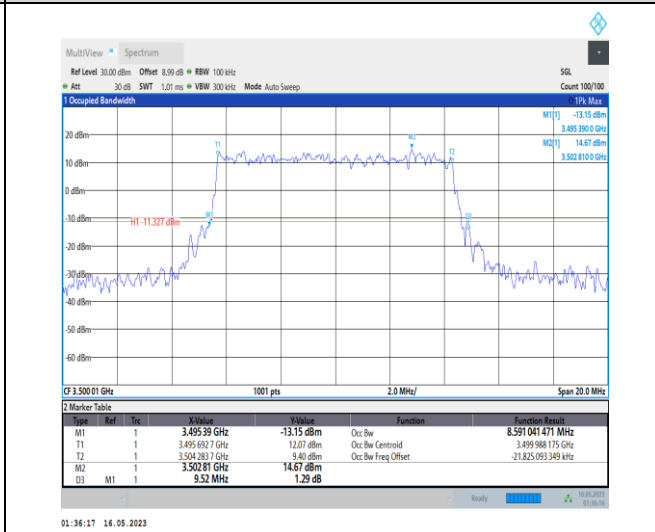 MultiView Spectrum
Ref Level 30.00 dBm Offset 8.99 dB RBW 100 kHz SGL
Att 30 dB SWT 1.01 ms VBW 300 kHz Mode Auto Sweep Count 100/100
1 Occupied Bandwidth 1Pk Max
M1[1] -13.15 dBm
3.495 390 0 GHz
M2[1] 14.67 dBm
3.502 810 0 GHz
20 dBm
T1
M2
T2
10 dBm
0 dBm
-10 dBm
H1 -11.327 dBm
M1
D3
-20 dBm
-30 dBm
-40 dBm
-50 dBm
-60 dBm
CF 3.500 01 GHz 1001 pts 2.0 MHz/ Span 20.0 MHz
2 Marker Table
Type Ref Trc X-Value Y-Value Function Function Result
M1 1 3.495 39 GHz -13.15 dBm Occ Bw 8.591 041 471 MHz
T1 1 3.495 692 7 GHz 12.07 dBm Occ Bw Centroid 3.499 988 175 GHz
T2 1 3.504 283 7 GHz 9.40 dBm Occ Bw Freq Offset -21.825 093 349 kHz
M2 1 3.502 81 GHz 14.67 dBm
D3 M1 1 9.52 MHz 1.29 dB
Ready 16.05.2023
01:36:16
01:36:17 16.05.2023